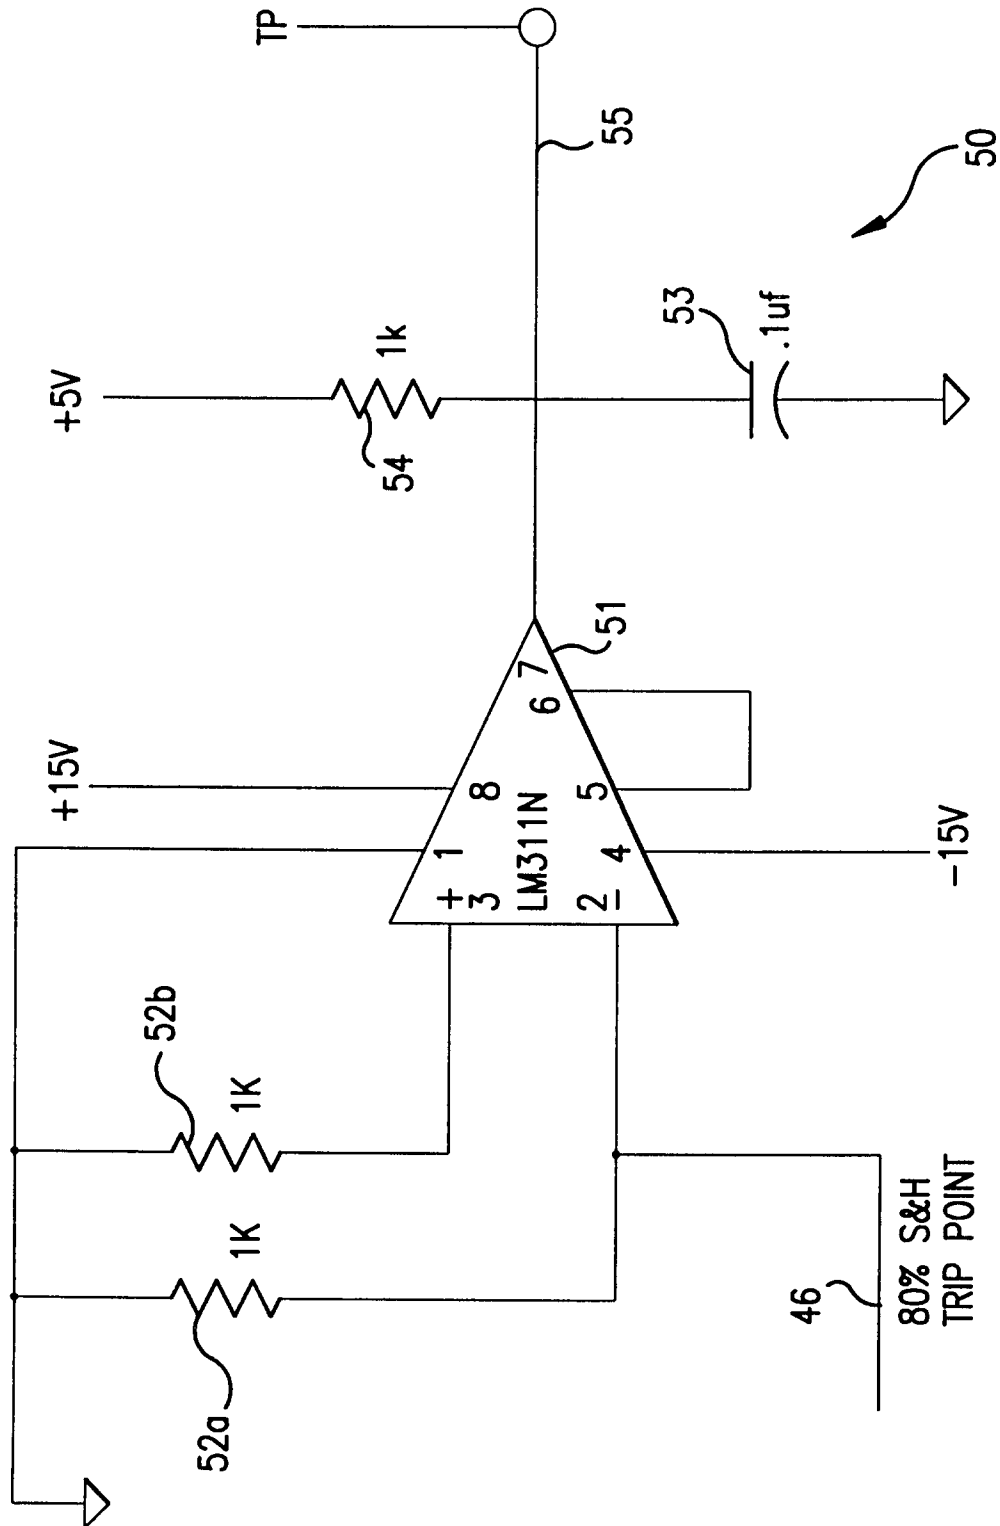 52a
1K
52b
1K
46
80% S&H
TRIP POINT
+
3
1
8
LM311N
2
–
4
5
6
7
+15V
-15V
51
+5V
54
1k
53
.1uf
55
TP
50